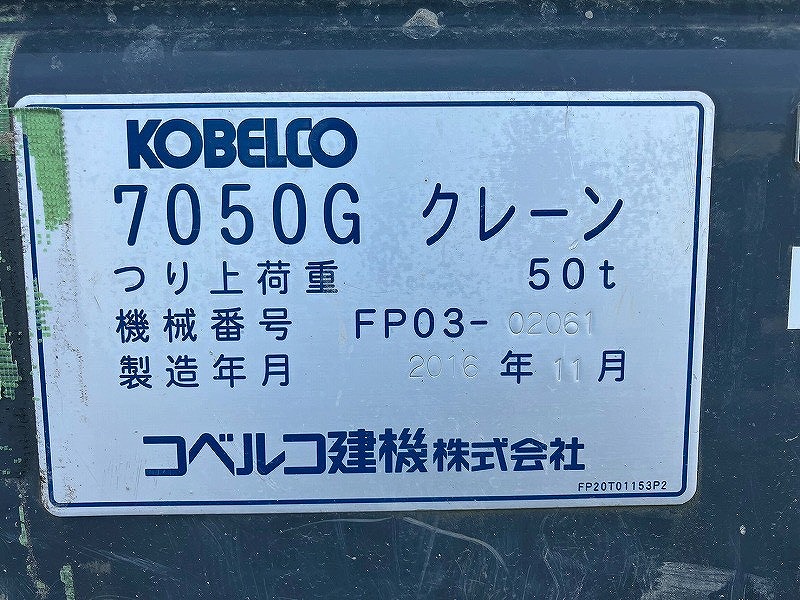 KOBELCO
7050G クレーン
つり上荷重 50t
機械番号 FP03-02061
製造年月 2016年11月
コベルコ建機株式会社
FP20T01153P2